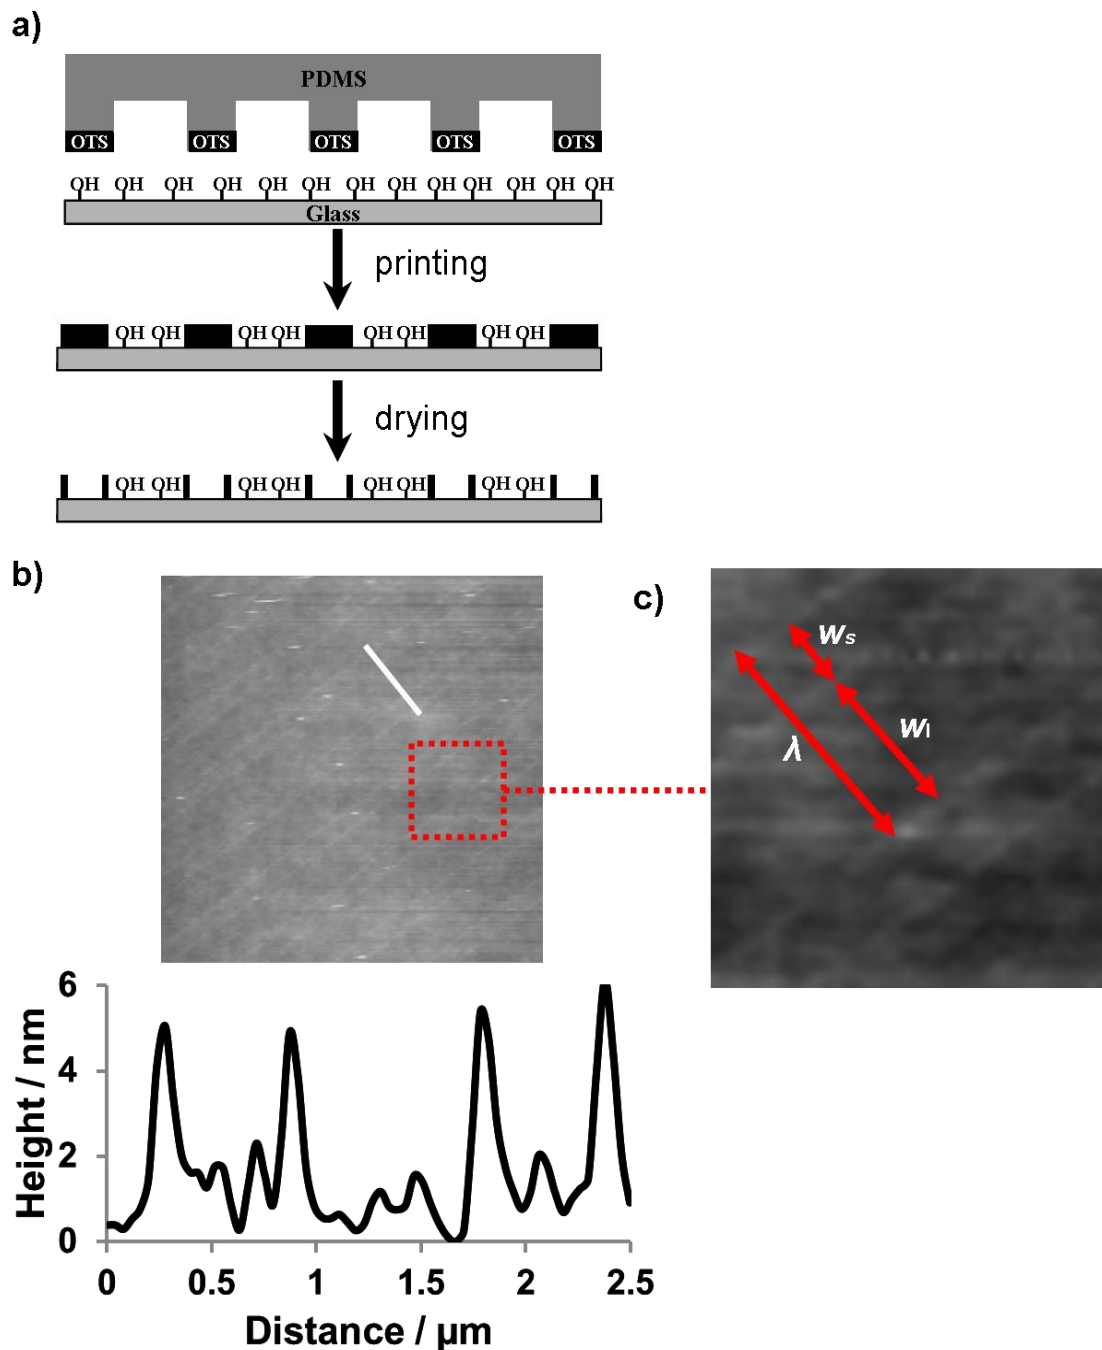 a)
PDMS
OTS OTS OTS OTS OTS
OH OH OH OH OH OH OH OH OH OH OH OH OH
Glass
printing
OH OH OH OH OH OH OH OH
drying
OH OH OH OH OH OH OH OH
b)
c)
ws
wl
λ
6
4
2
0
Height / nm
0 0.5 1 1.5 2 2.5
Distance / µm